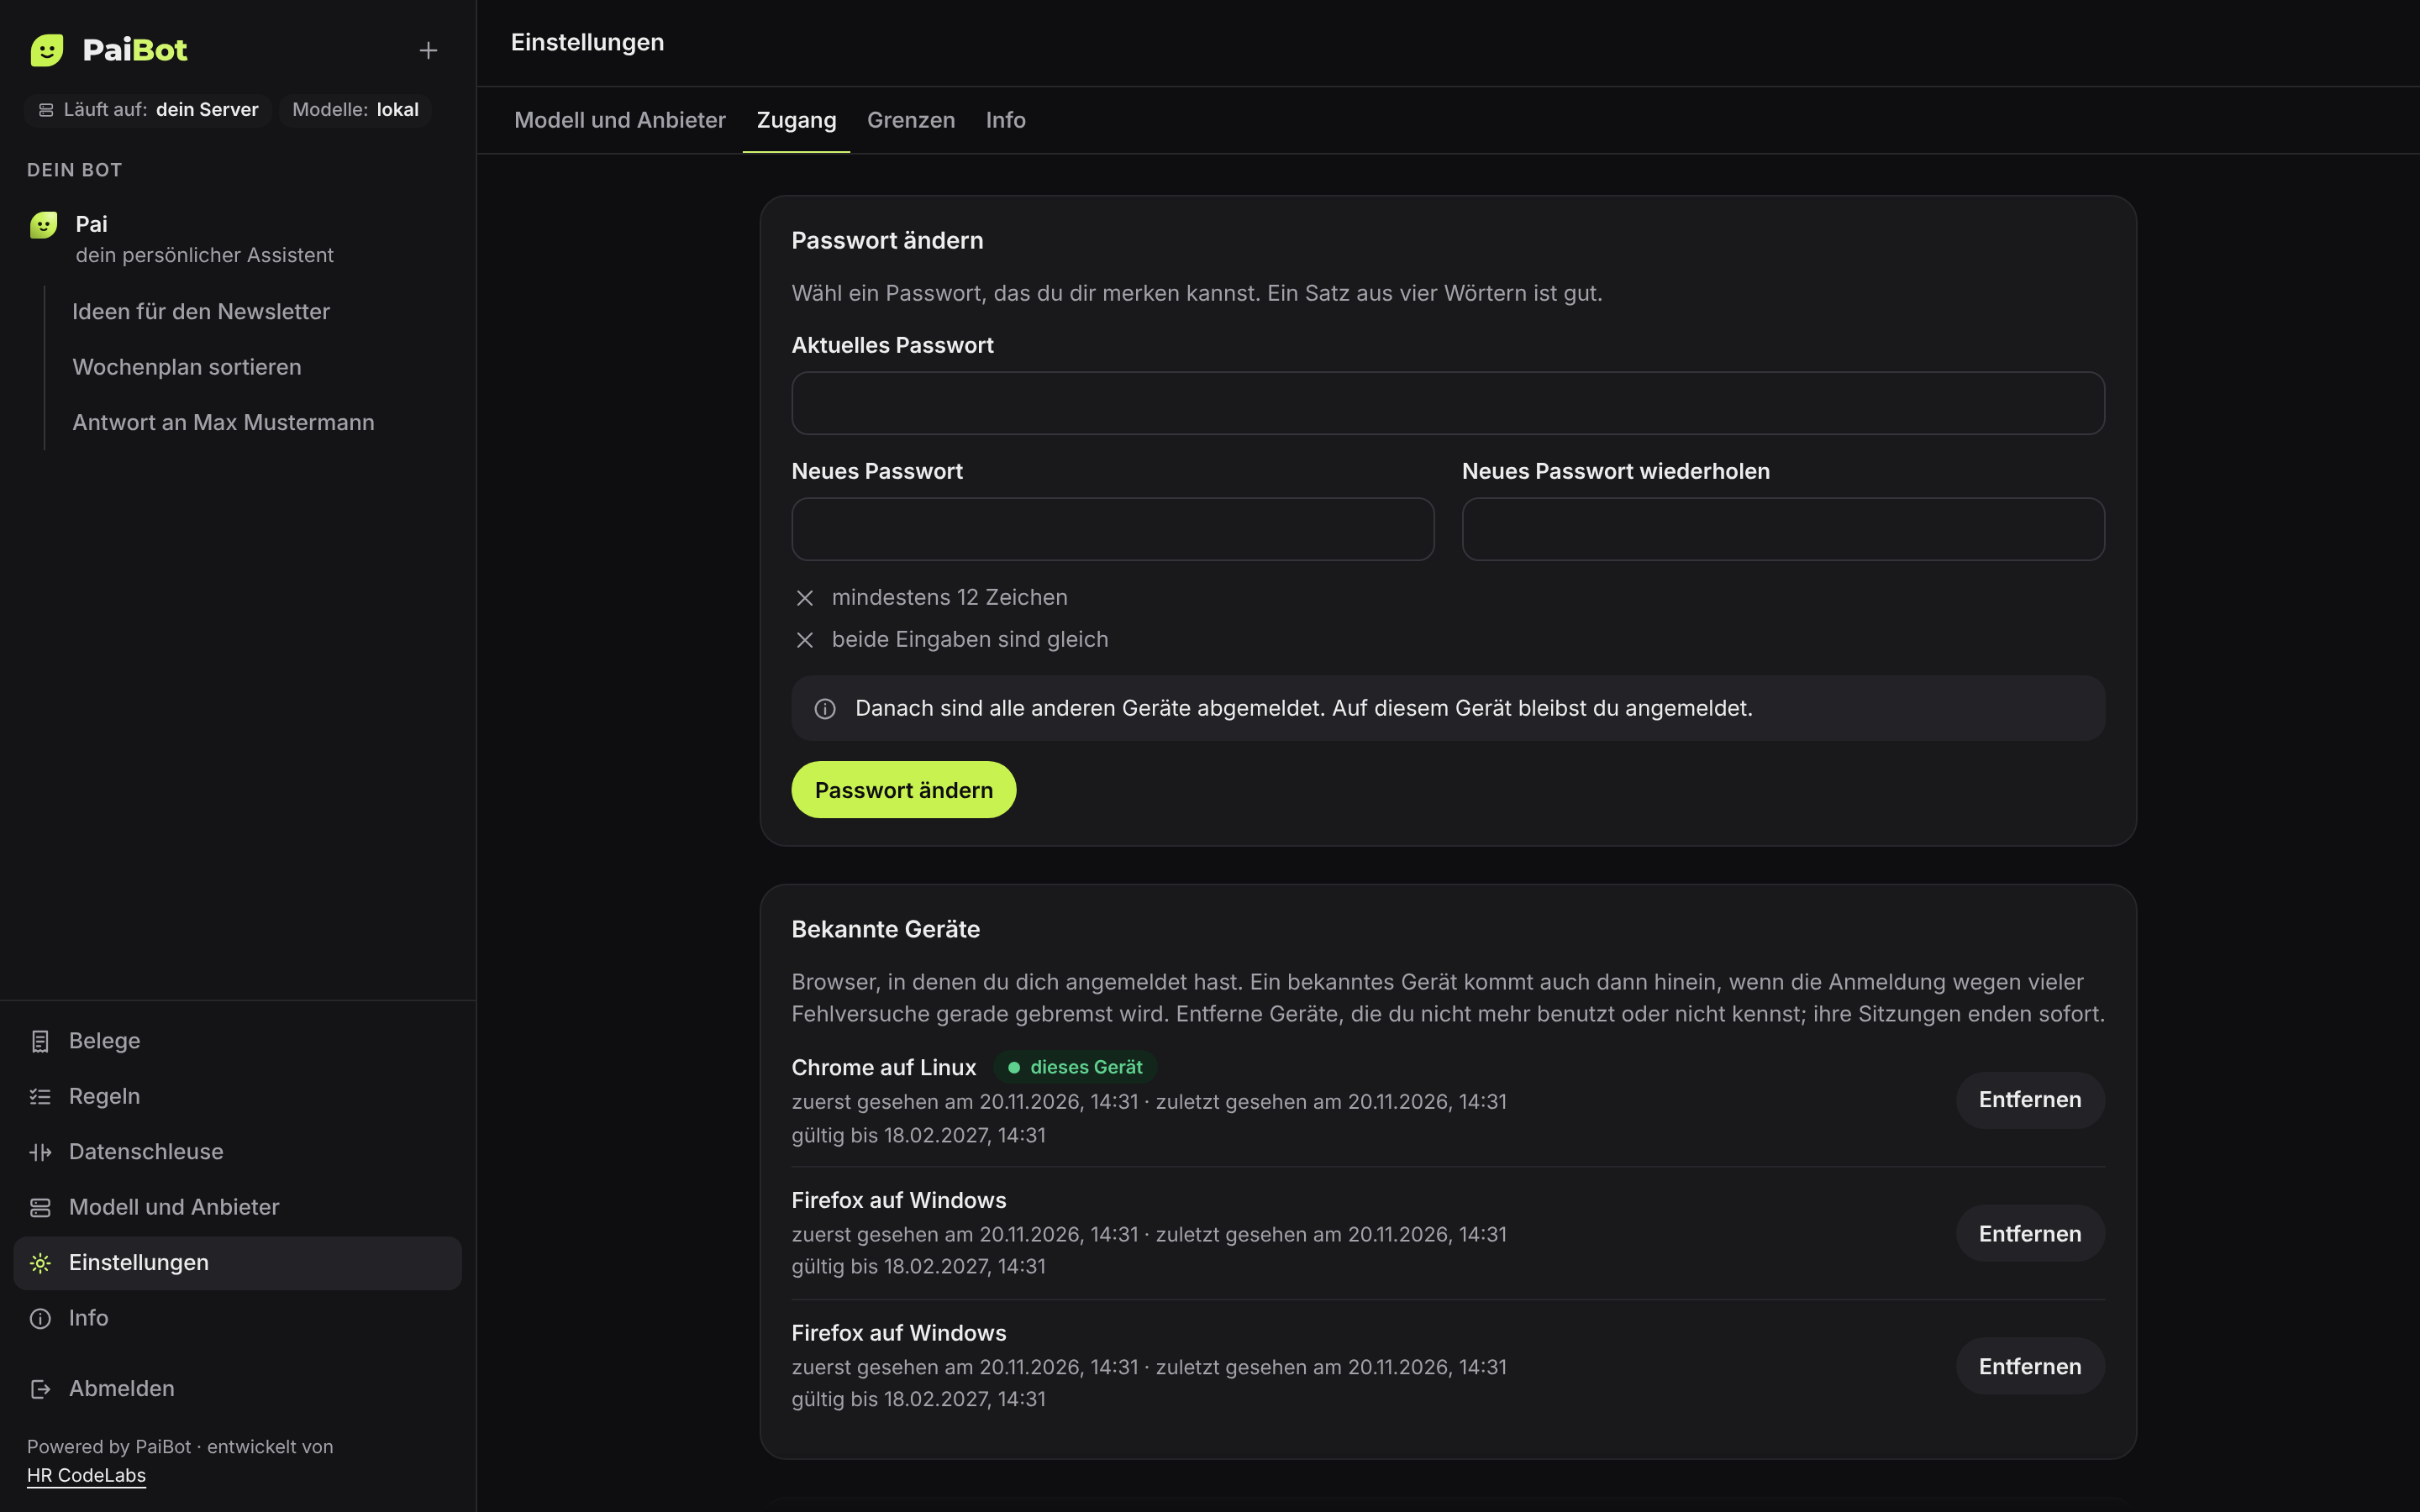 PaiBot
Läuft auf: dein Server
Modelle: lokal
DEIN BOT
Pai
dein persönlicher Assistent
Ideen für den Newsletter
Wochenplan sortieren
Antwort an Max Mustermann
Belege
Regeln
Datenschleuse
Modell und Anbieter
Einstellungen
Info
Abmelden
Powered by PaiBot · entwickelt von
HR CodeLabs
Einstellungen
Modell und Anbieter
Zugang
Grenzen
Info
Passwort ändern
Wähl ein Passwort, das du dir merken kannst. Ein Satz aus vier Wörtern ist gut.
Aktuelles Passwort
Neues Passwort
Neues Passwort wiederholen
mindestens 12 Zeichen
beide Eingaben sind gleich
Danach sind alle anderen Geräte abgemeldet. Auf diesem Gerät bleibst du angemeldet.
Passwort ändern
Bekannte Geräte
Browser, in denen du dich angemeldet hast. Ein bekanntes Gerät kommt auch dann hinein, wenn die Anmeldung wegen vieler
Fehlversuche gerade gebremst wird. Entferne Geräte, die du nicht mehr benutzt oder nicht kennst; ihre Sitzungen enden sofort.
Chrome auf Linux
dieses Gerät
zuerst gesehen am 20.11.2026, 14:31 · zuletzt gesehen am 20.11.2026, 14:31
gültig bis 18.02.2027, 14:31
Entfernen
Firefox auf Windows
zuerst gesehen am 20.11.2026, 14:31 · zuletzt gesehen am 20.11.2026, 14:31
gültig bis 18.02.2027, 14:31
Entfernen
Firefox auf Windows
zuerst gesehen am 20.11.2026, 14:31 · zuletzt gesehen am 20.11.2026, 14:31
gültig bis 18.02.2027, 14:31
Entfernen